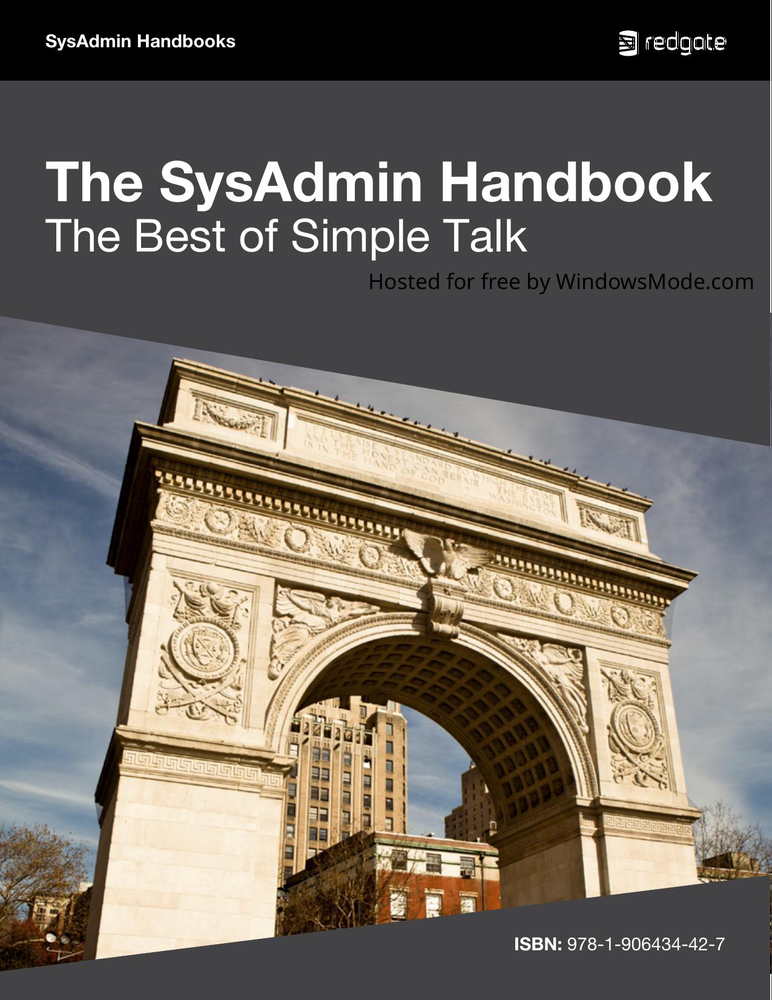 SysAdmin Handbooks
redgate
The SysAdmin Handbook
The Best of Simple Talk
Hosted for free by WindowsMode.com
LET US RAISE A STANDARD TO WHICH THE WISE
AND THE HONEST CAN REPAIR THE EVENT
IS IN THE HAND OF GOD WASHINGTON
ISBN: 978-1-906434-42-7